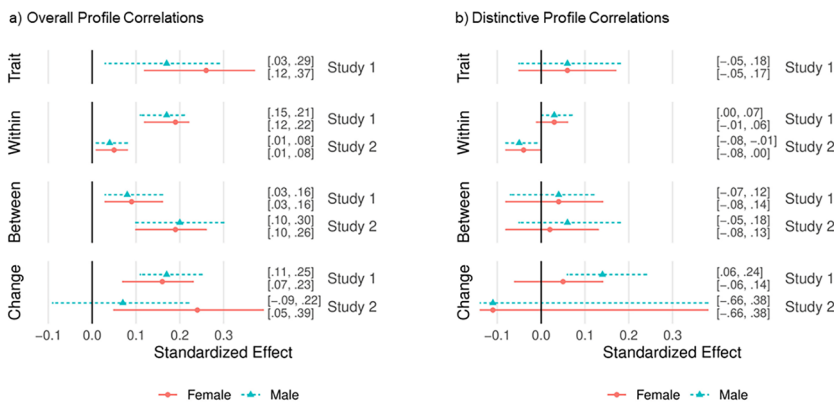 a) Overall Profile Correlations
Trait
[.03, .29]
[.12, .37]
Study 1
Within
[.15, .21]
[.12, .22]
Study 1
[.01, .08]
[.01, .08]
Study 2
Between
[.03, .16]
[.03, .16]
Study 1
[.10, .30]
[.10, .26]
Study 2
Change
[.11, .25]
[.07, .23]
Study 1
[−.09, .22]
[.05, .39]
Study 2
−0.1 0.0 0.1 0.2 0.3
Standardized Effect
Female Male
b) Distinctive Profile Correlations
Trait
[−.05, .18]
[−.05, .17]
Study 1
Within
[.00, .07]
[−.01, .06]
Study 1
[−.08, −.01]
[−.08, .00]
Study 2
Between
[−.07, .12]
[−.08, .14]
Study 1
[−.05, .18]
[−.08, .13]
Study 2
Change
[.06, .24]
[−.06, .14]
Study 1
[−.66, .38]
[−.66, .38]
Study 2
−0.1 0.0 0.1 0.2 0.3
Standardized Effect
Female Male